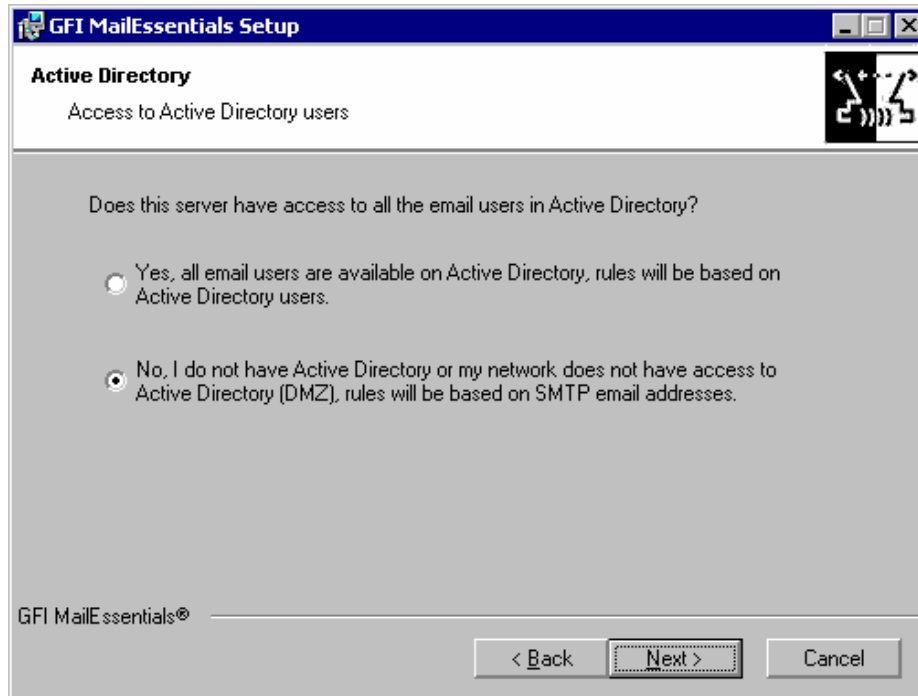 GFI MailEssentials Setup
Active Directory
Access to Active Directory users
Does this server have access to all the email users in Active Directory?
Yes, all email users are available on Active Directory, rules will be based on
Active Directory users.
No, I do not have Active Directory or my network does not have access to
Active Directory (DMZ), rules will be based on SMTP email addresses.
GFI MailEssentials®
< Back
Next >
Cancel